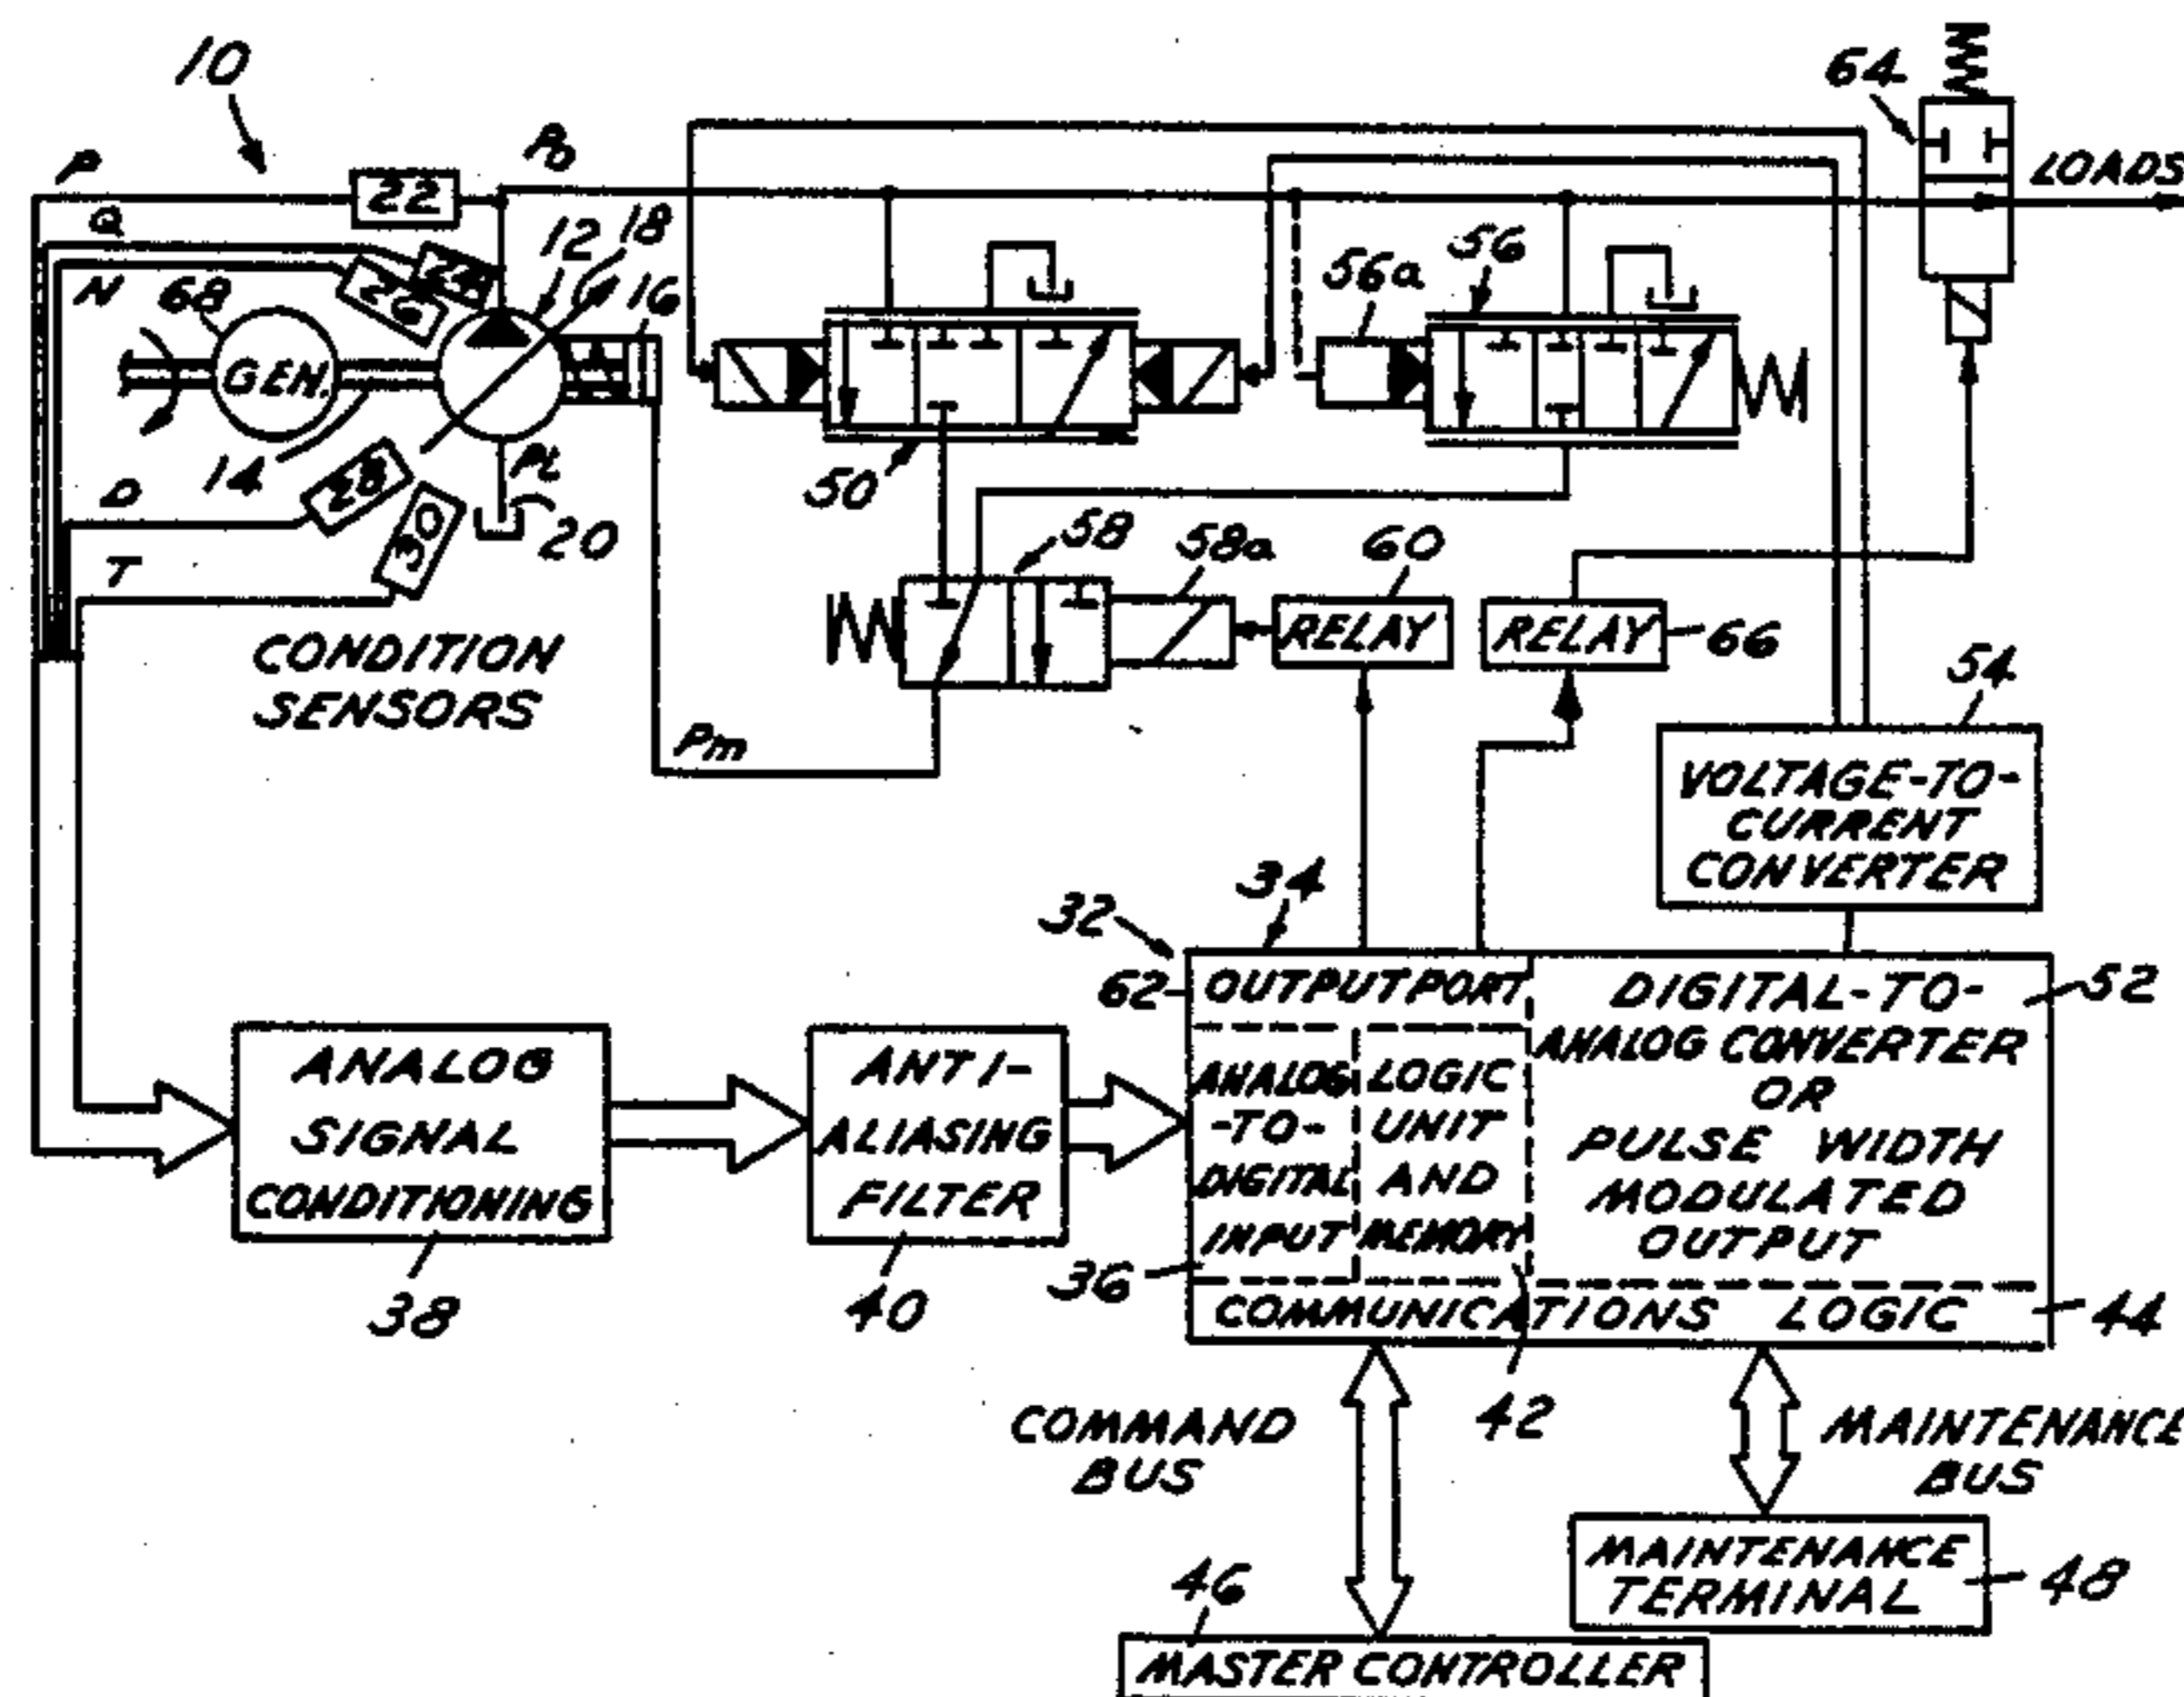 10
P
22
Po
64
LOADS
Q
24
26
12
18
16
56a
56
N
68
GEN.
14
28
30
PL
20
50
D
T
58
58a
60
RELAY
RELAY
66
CONDITION
SENSORS
Pm
54
VOLTAGE-TO-
CURRENT
CONVERTER
32
34
62
OUTPUT PORT
DIGITAL-TO-
ANALOG CONVERTER
OR
PULSE WIDTH
MODULATED
OUTPUT
52
ANALOG
SIGNAL
CONDITIONING
38
ANTI-
ALIASING
FILTER
40
ANALOG
-TO-
DIGITAL
INPUT
36
LOGIC
UNIT
AND
MEMORY
42
COMMUNICATIONS LOGIC
44
COMMAND
BUS
MAINTENANCE
BUS
46
MASTER CONTROLLER
MAINTENANCE
TERMINAL
48